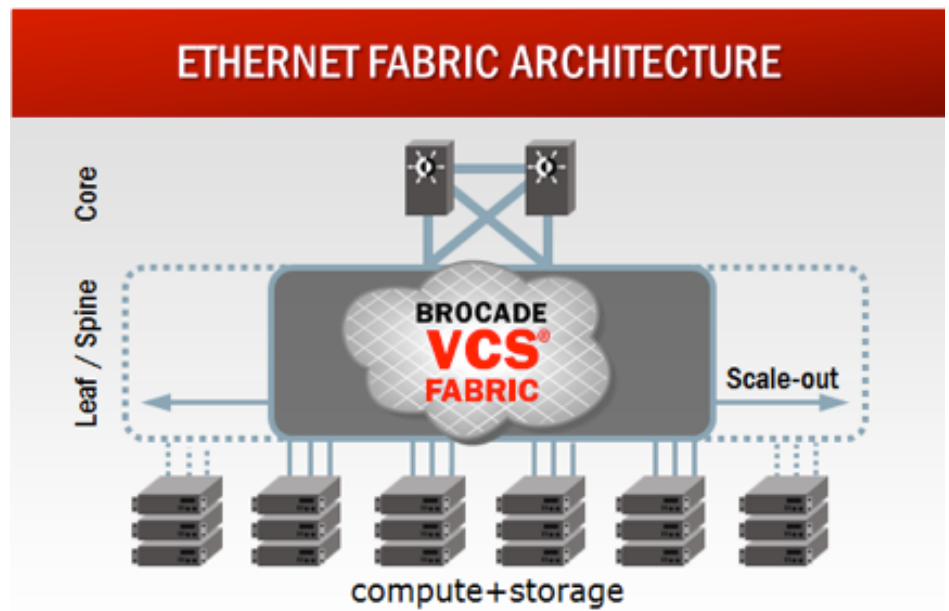 ETHERNET FABRIC ARCHITECTURE
Core
Leaf / Spine
BROCADE
VCS®
FABRIC
Scale-out
compute+storage